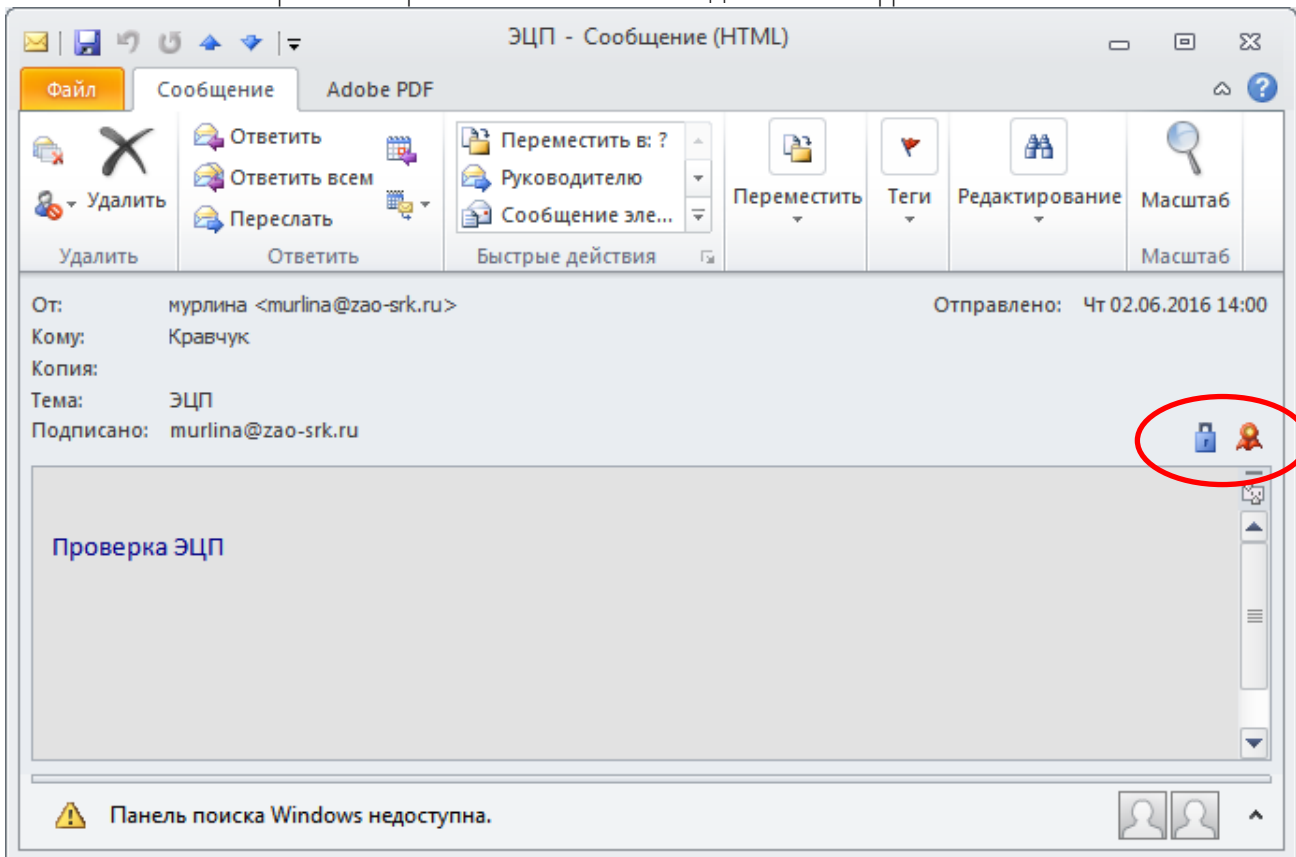 ЭЦП - Сообщение (HTML)
Файл Сообщение Adobe PDF
Удалить
Удалить
Ответить
Ответить всем
Переслать
Ответить
Переместить в: ?
Руководителю
Сообщение эле...
Быстрые действия
Переместить
Теги
Редактирование
Масштаб
Масштаб
От: мурлина <murlina@zao-srk.ru> Отправлено: Чт 02.06.2016 14:00
Кому: Кравчук
Копия:
Тема: ЭЦП
Подписано: murlina@zao-srk.ru
Проверка ЭЦП
Панель поиска Windows недоступна.